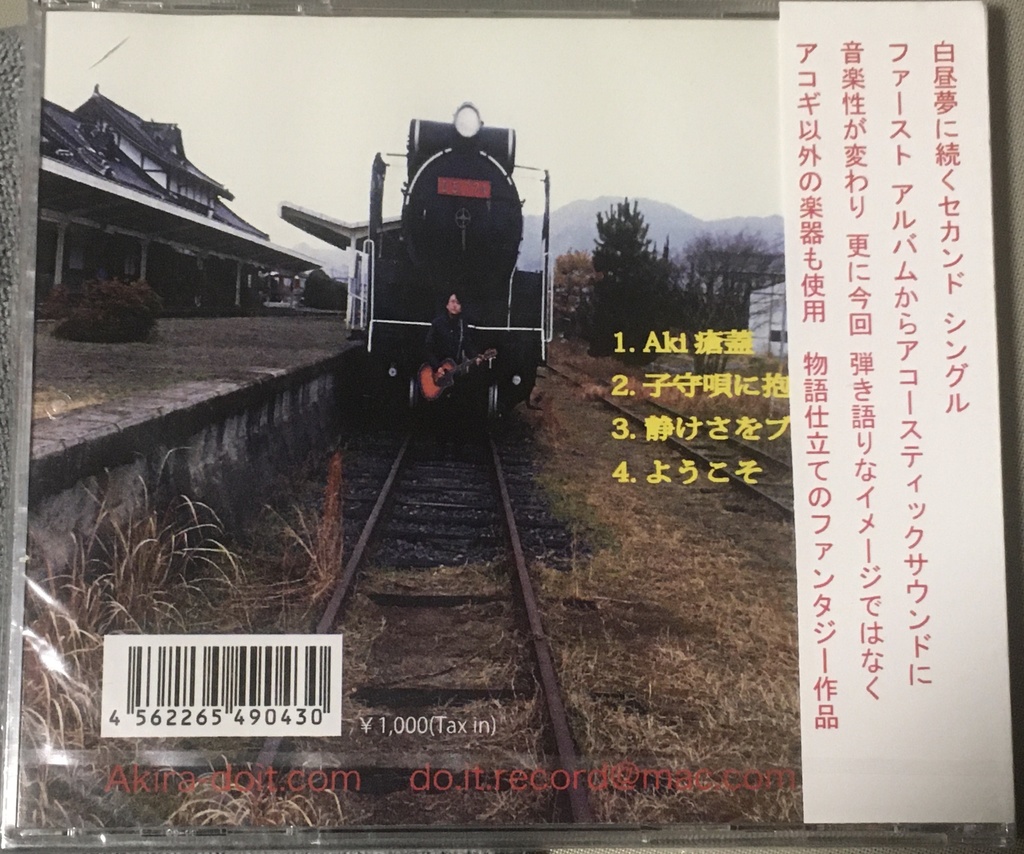 白昼夢に続くセカンド シングル
ファースト アルバムからアコースティックサウンドに
音楽性が変わり 更に今回 弾き語りなイメージではなく
アコギ以外の楽器も使用 物語仕立てのファンタジー作品
1. Aki 瘡蓋
2. 子守唄に抱
3. 静けさをブ
4. ようこそ
4 562265 490430
¥ 1,000(Tax in)
Akira-doit.com do.it.record@mac.com